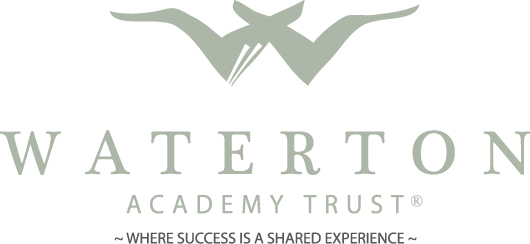 WATERTON
ACADEMY TRUST®
~ WHERE SUCCESS IS A SHARED EXPERIENCE ~